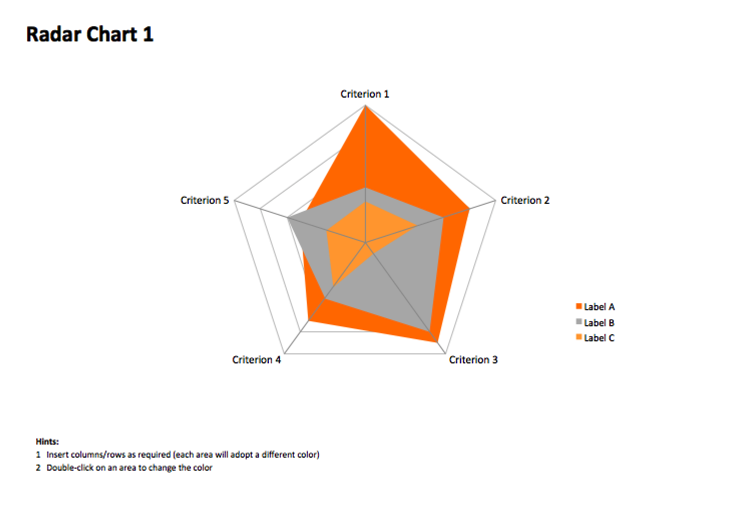 Radar Chart 1
Criterion 1
Criterion 5
Criterion 2
Label A
Label B
Label C
Criterion 4
Criterion 3
Hints:
1 Insert columns/rows as required (each area will adopt a different color)
2 Double-click on an area to change the color